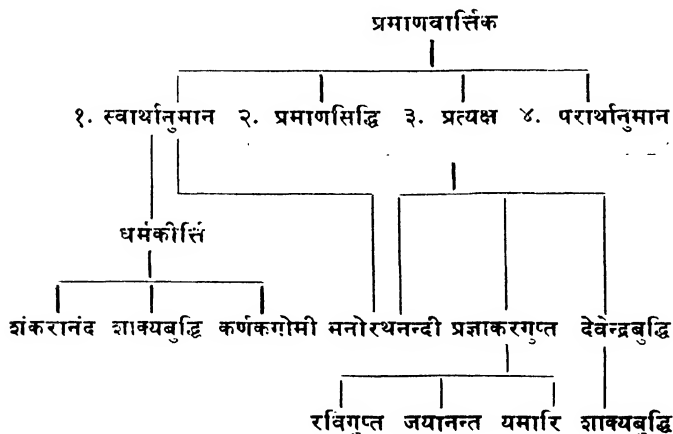 प्रमाणवार्त्तिक
१. स्वार्थानुमान २. प्रमाणसिद्धि ३. प्रत्यक्ष ४. परार्थानुमान
धर्मकीर्त्ति
शंकरानंद शाक्यबुद्धि कर्णकगोमी मनोरथनन्दी प्रज्ञाकरगुप्त देवेन्द्रबुद्धि
रविगुप्त जयानन्त यमारि शाक्यबुद्धि